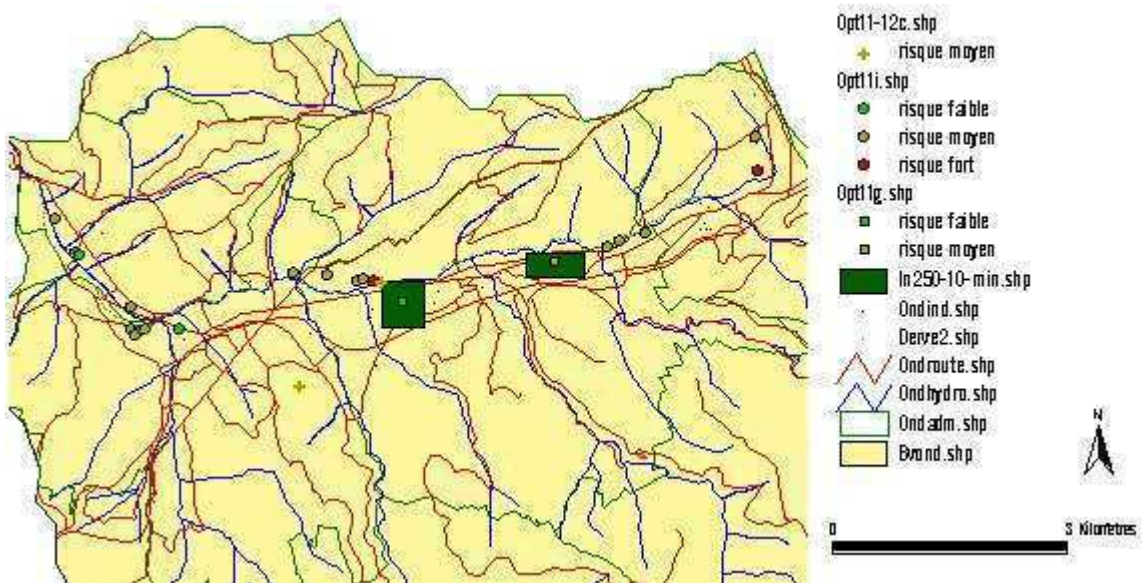 Opt11-12c.shp
risque moyen
Opt11i.shp
risque faible
risque moyen
risque fort
Opt11g.shp
risque faible
risque moyen
In250-10-min.shp
Ondind.shp
Derve2.shp
Ondroute.shp
Ondhydro.shp
Ondadm.shp
Bvond.shp
N
0 3 Kilometres